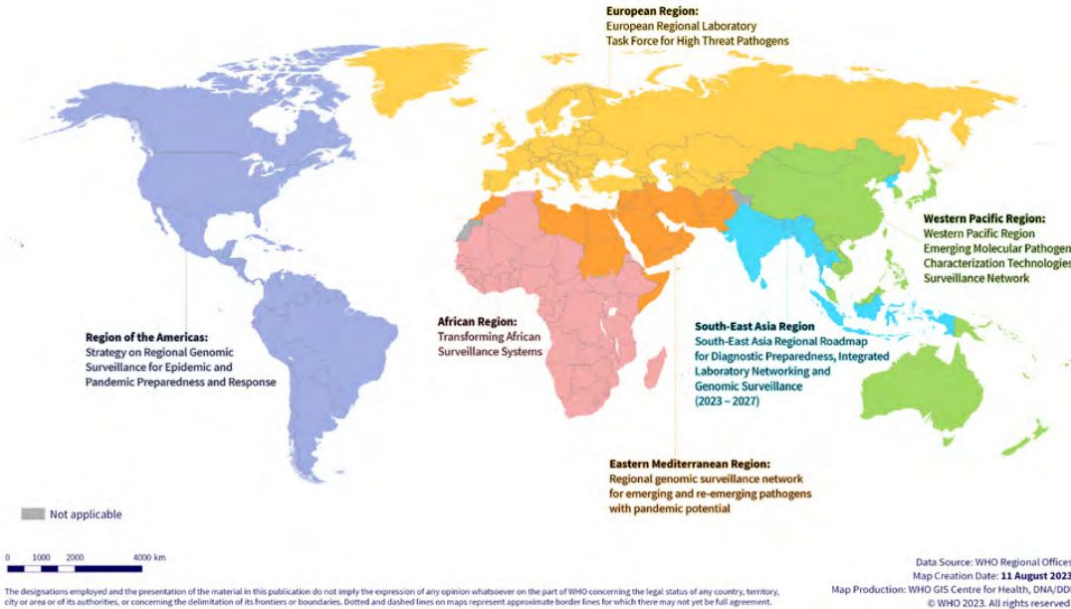 European Region:
European Regional Laboratory
Task Force for High Threat Pathogens
Western Pacific Region:
Western Pacific Region
Emerging Molecular Pathogen
Characterization Technologies
Surveillance Network
African Region:
Transforming African
Surveillance Systems
South-East Asia Region
South-East Asia Regional Roadmap
for Diagnostic Preparedness, Integrated
Laboratory Networking and
Genomic Surveillance
(2023 – 2027)
Region of the Americas:
Strategy on Regional Genomic
Surveillance for Epidemic and
Pandemic Preparedness and Response
Eastern Mediterranean Region:
Regional genomic surveillance network
for emerging and re-emerging pathogens
with pandemic potential
Not applicable
0 1000 2000 4000 km
Data Source: WHO Regional Offices
Map Creation Date: 11 August 2023
Map Production: WHO GIS Centre for Health, DNA/DDI
© WHO 2023. All rights reserved.
The designations employed and the presentation of the material in this publication do not imply the expression of any opinion whatsoever on the part of WHO concerning the legal status of any country, territory,
city or area or of its authorities, or concerning the delimitation of its frontiers or boundaries. Dotted and dashed lines on maps represent approximate border lines for which there may not yet be full agreement.